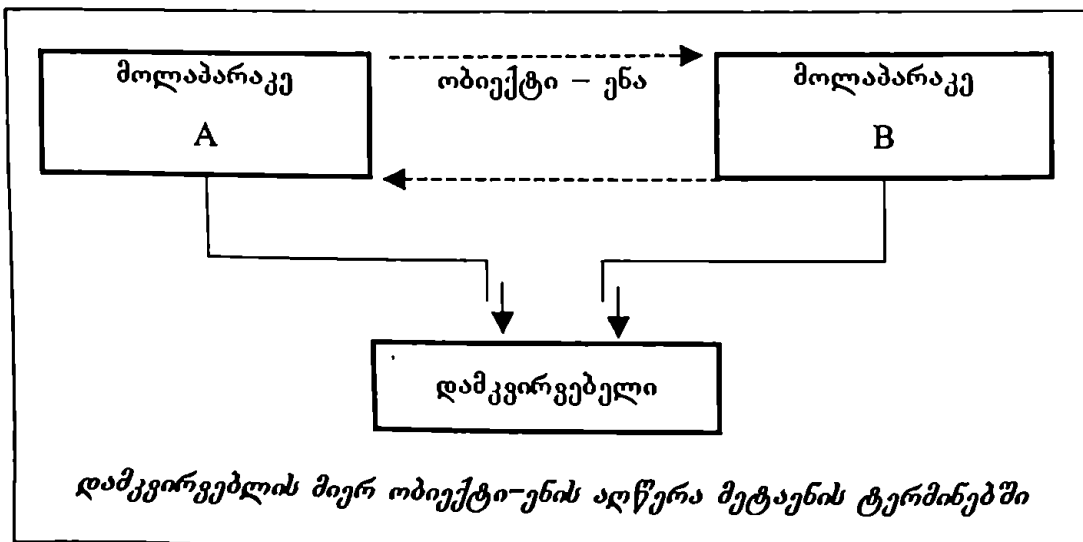 მოლაპარაკე
A
ობიექტი – ენა
მოლაპარაკე
B
დამკვირვებელი
დამკვირვებლის მიერ ობიექტი-ენის აღწერა მეტაენის ტერმინებში